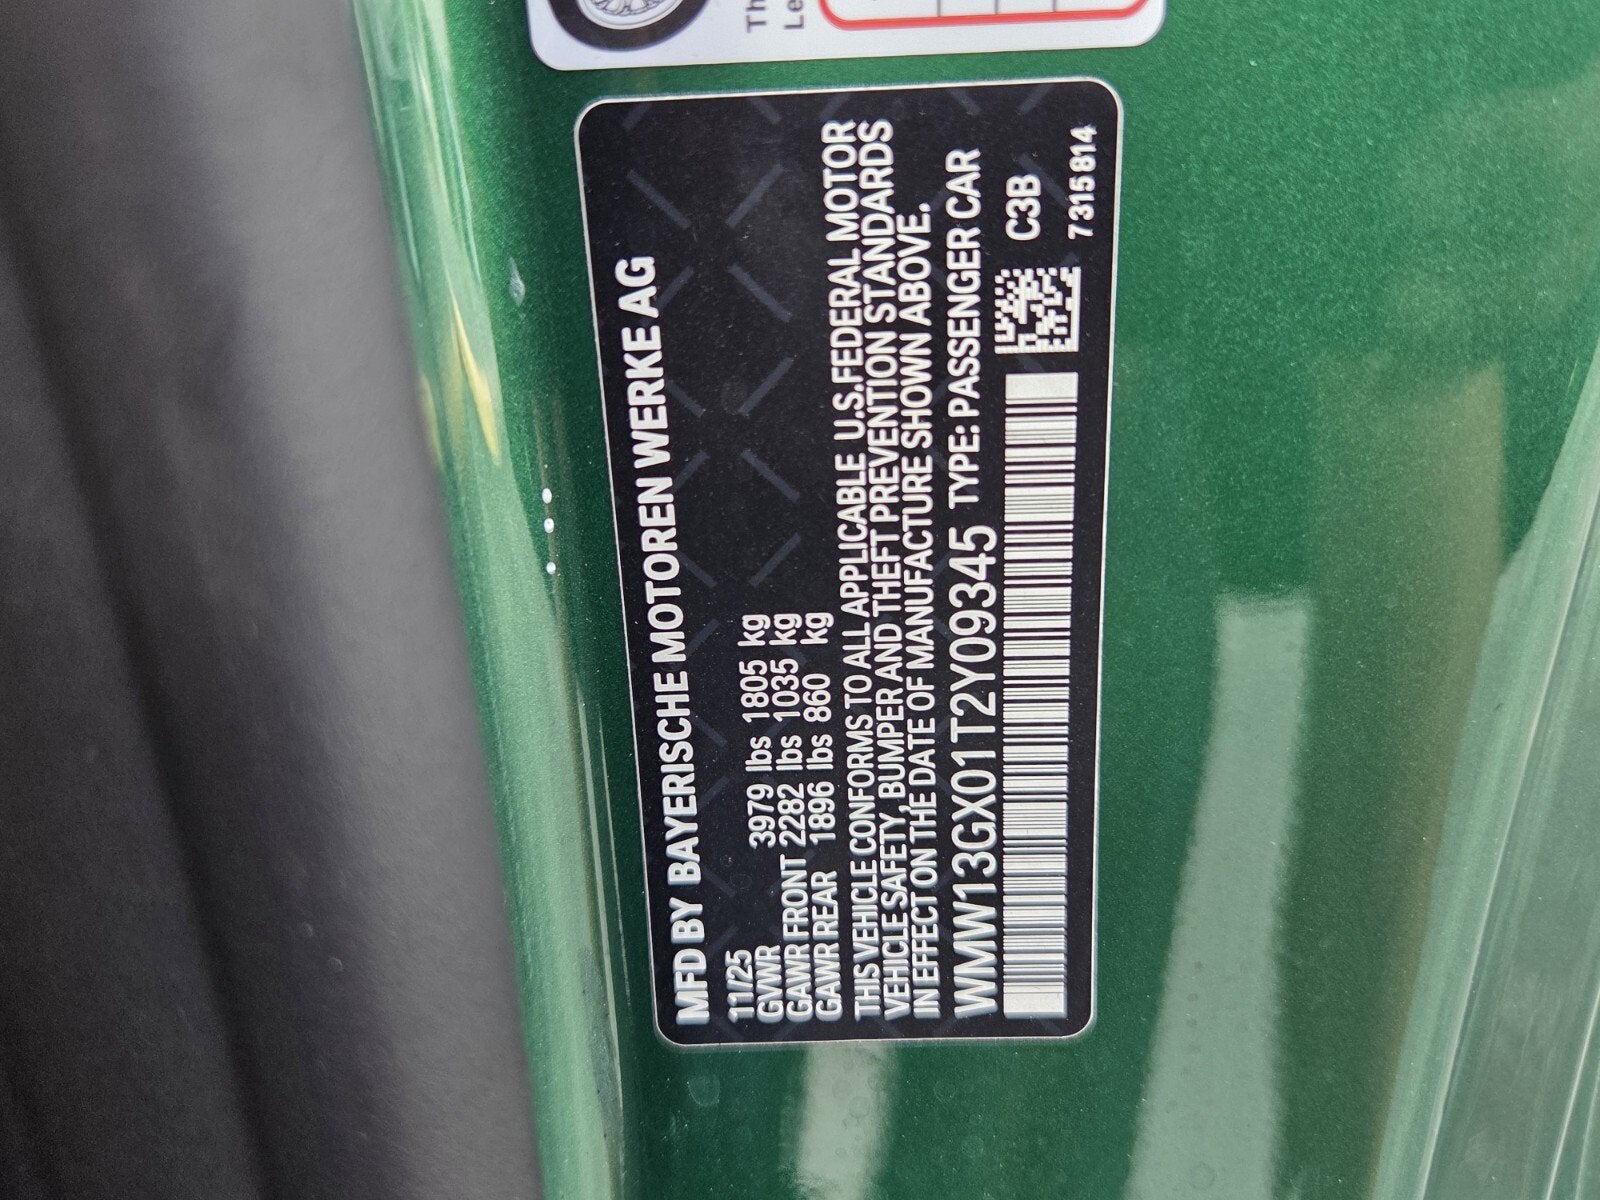 MFD BY BAYERISCHE MOTOREN WERKE AG
11/25
GVWR 3979 lbs 1805 kg
GAWR FRONT 2282 lbs 1035 kg
GAWR REAR 1896 lbs 860 kg
THIS VEHICLE CONFORMS TO ALL APPLICABLE U.S.FEDERAL MOTOR
VEHICLE SAFETY, BUMPER AND THEFT PREVENTION STANDARDS
IN EFFECT ON THE DATE OF MANUFACTURE SHOWN ABOVE.
WMW13GX01T2Y09345 TYPE: PASSENGER CAR
C3B
7315814